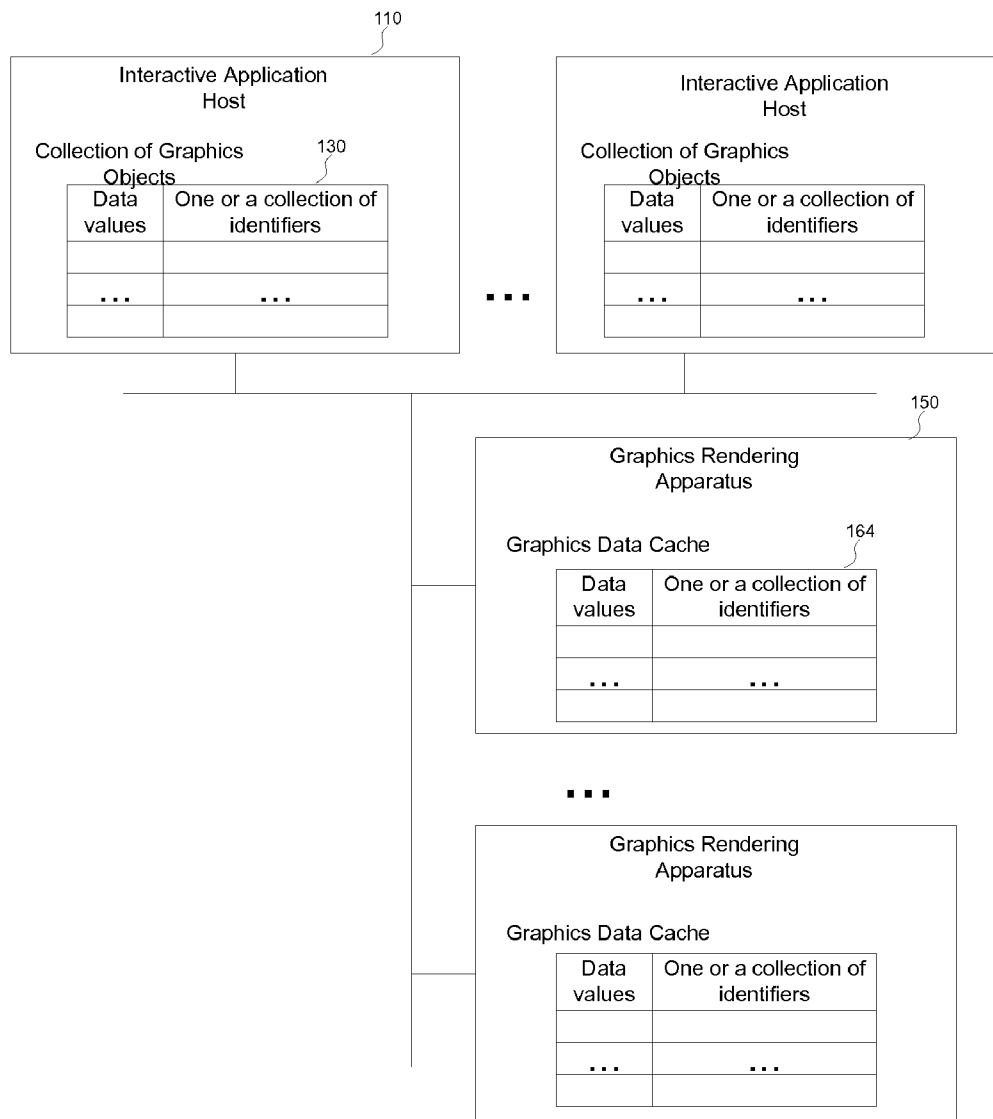 110
Interactive Application
Host
Collection of Graphics
Objects
130
Data
values
One or a collection of
identifiers
... ...
...
Interactive Application
Host
Collection of Graphics
Objects
Data
values
One or a collection of
identifiers
... ...
150
Graphics Rendering
Apparatus
Graphics Data Cache
164
Data
values
One or a collection of
identifiers
... ...
...
Graphics Rendering
Apparatus
Graphics Data Cache
Data
values
One or a collection of
identifiers
... ...